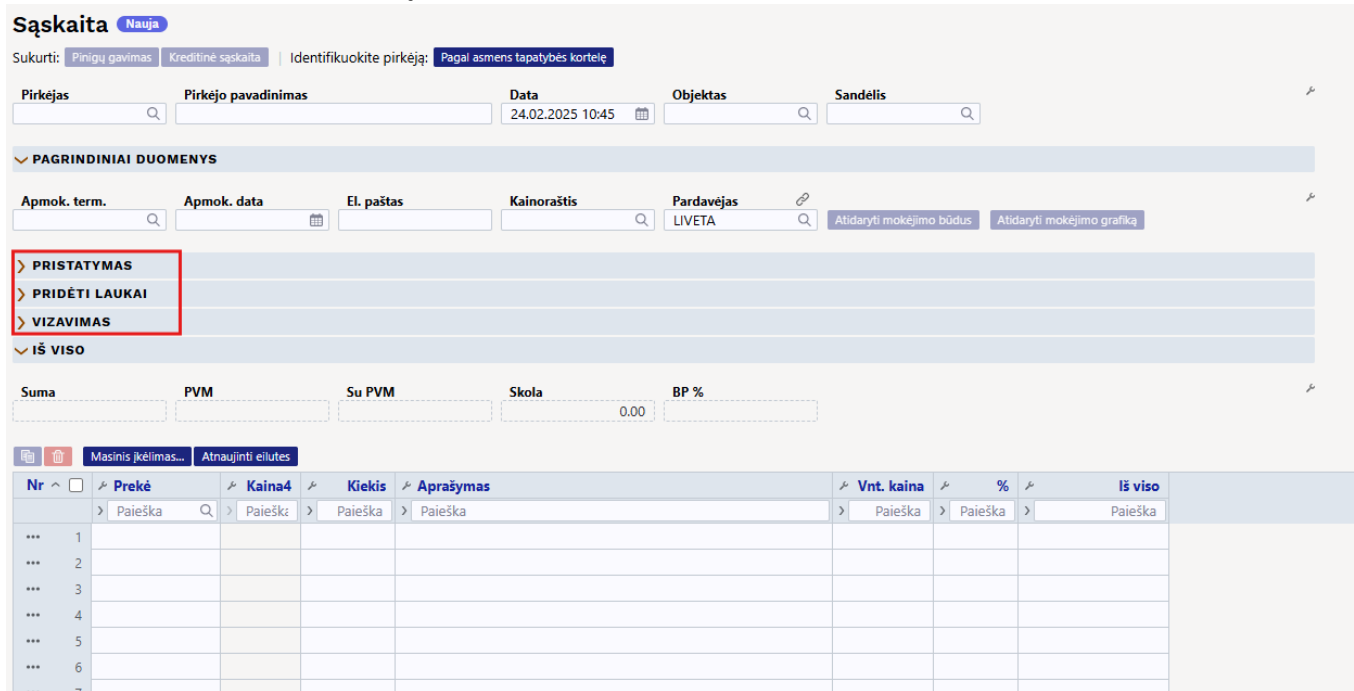 Sąskaita Nauja
Sukurti: Pinigų gavimas Kreditinė sąskaita | Identifikuokite pirkėją: Pagal asmens tapatybės kortelę
Pirkėjas Pirkėjo pavadinimas Data Objektas Sandėlis
24.02.2025 10:45
PAGRINDINIAI DUOMENYS
Apmok. term. Apmok. data El. paštas Kainoraštis Pardavėjas
LIVETA Atidaryti mokėjimo būdus Atidaryti mokėjimo grafiką
PRISTATYMAS
PRIDĖTI LAUKAI
VIZAVIMAS
IŠ VISO
Suma PVM Su PVM Skola BP %
0.00
Masinis įkėlimas... Atnaujinti eilutes
Nr Prekė Kaina4 Kiekis Aprašymas Vnt. kaina % Iš viso
Paieška Paieška Paieška Paieška Paieška Paieška Paieška
1
2
3
4
5
6